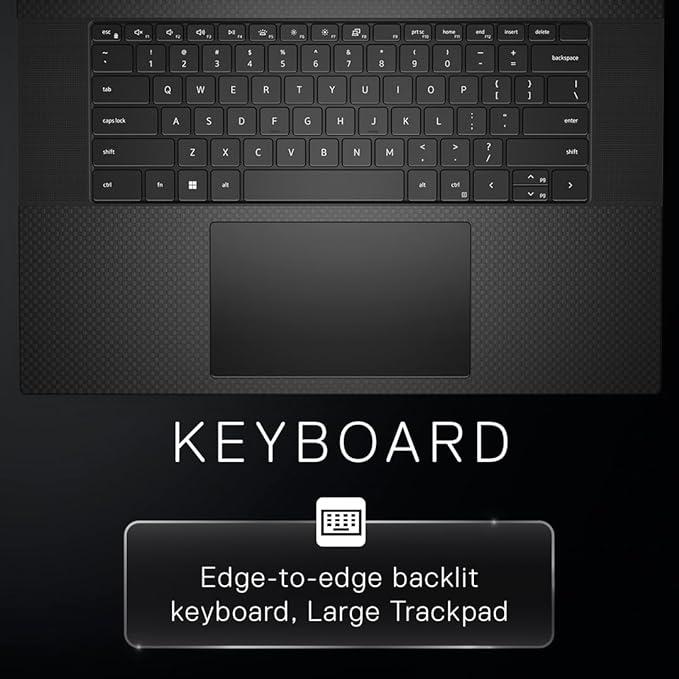 esc F1 F2 F3 F4 F5 F6 F7 F8 F9 prt sc F10 home F11 end F12 insert delete
~ ` ! 1 @ 2 # 3 $ 4 % 5 ^ 6 & 7 * 8 ( 9 ) 0 _ - + = backspace
tab Q W E R T Y U I O P { [ } ] | \
caps lock A S D F G H J K L : ; " ' enter
shift Z X C V B N M < , > . ? / shift
ctrl fn alt alt ctrl < ^ pg > 
v pg
KEYBOARD
Edge-to-edge backlit
keyboard, Large Trackpad